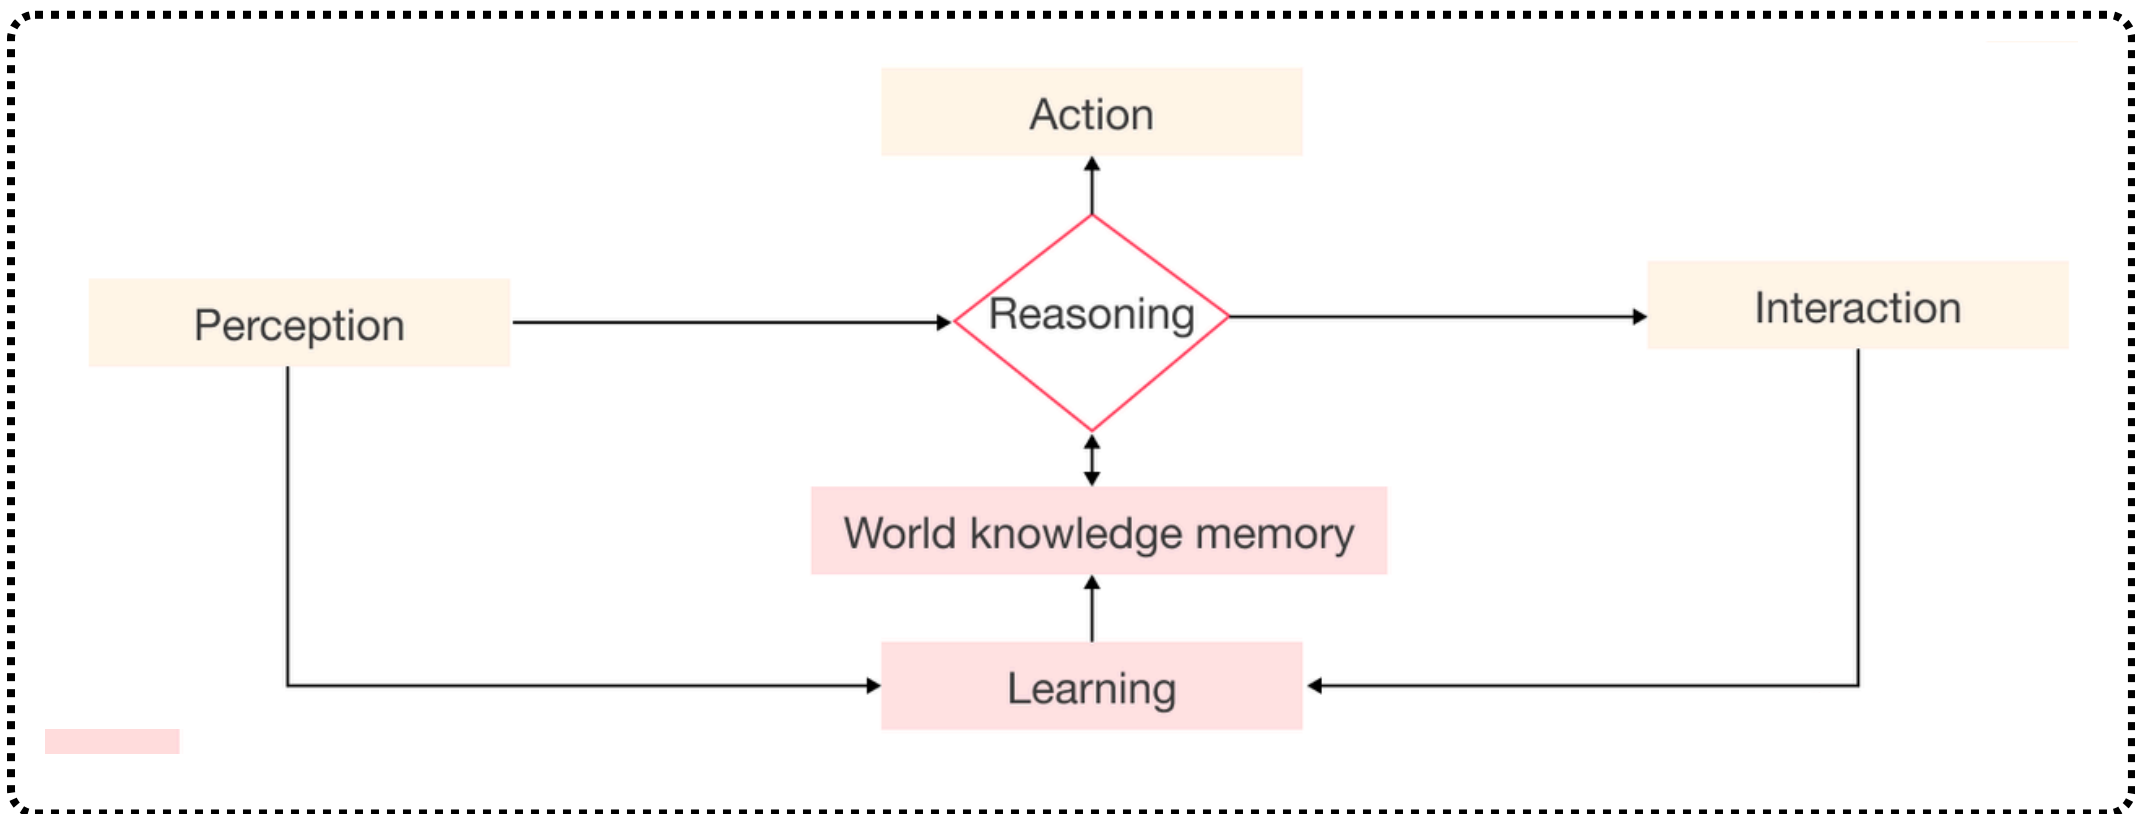 Action
Perception
Reasoning
Interaction
World knowledge memory
Learning